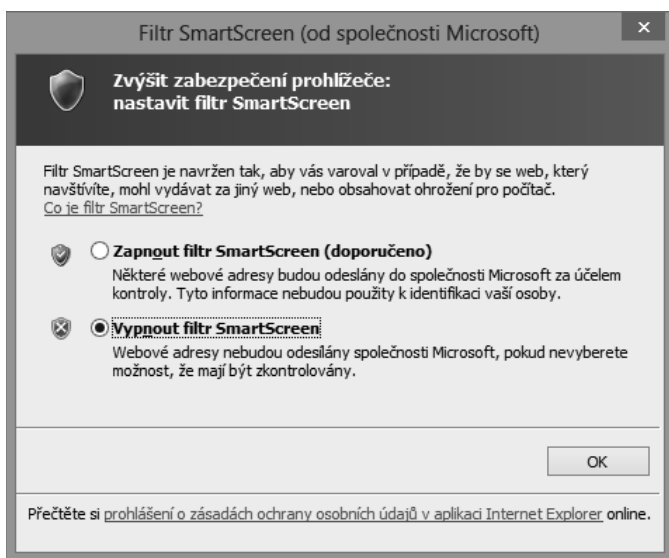 Filtr SmartScreen (od společnosti Microsoft)
Zvýšit zabezpečení prohlížeče:
nastavit filtr SmartScreen
Filtr SmartScreen je navržen tak, aby vás varoval v případě, že by se web, který
navštívíte, mohl vydávat za jiný web, nebo obsahovat ohrožení pro počítač.
Co je filtr SmartScreen?
Zapnout filtr SmartScreen (doporučeno)
Některé webové adresy budou odeslány do společnosti Microsoft za účelem
kontroly. Tyto informace nebudou použity k identifikaci vaší osoby.
Vypnout filtr SmartScreen
Webové adresy nebudou odesílány společnosti Microsoft, pokud nevyberete
možnost, že mají být zkontrolovány.
OK
Přečtěte si prohlášení o zásadách ochrany osobních údajů v aplikaci Internet Explorer online.